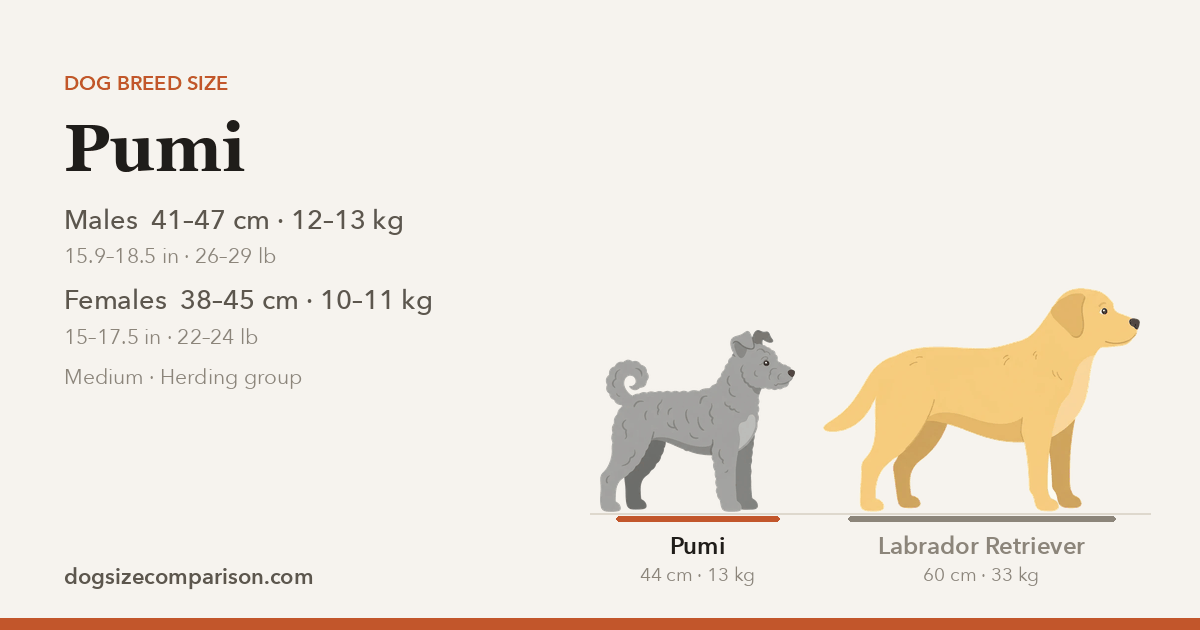 DOG BREED SIZE
Pumi
Males 41–47 cm · 12–13 kg
15.9–18.5 in · 26–29 lb
Females 38–45 cm · 10–11 kg
15–17.5 in · 22–24 lb
Medium · Herding group
Pumi
44 cm · 13 kg
Labrador Retriever
60 cm · 33 kg
dogsizecomparison.com